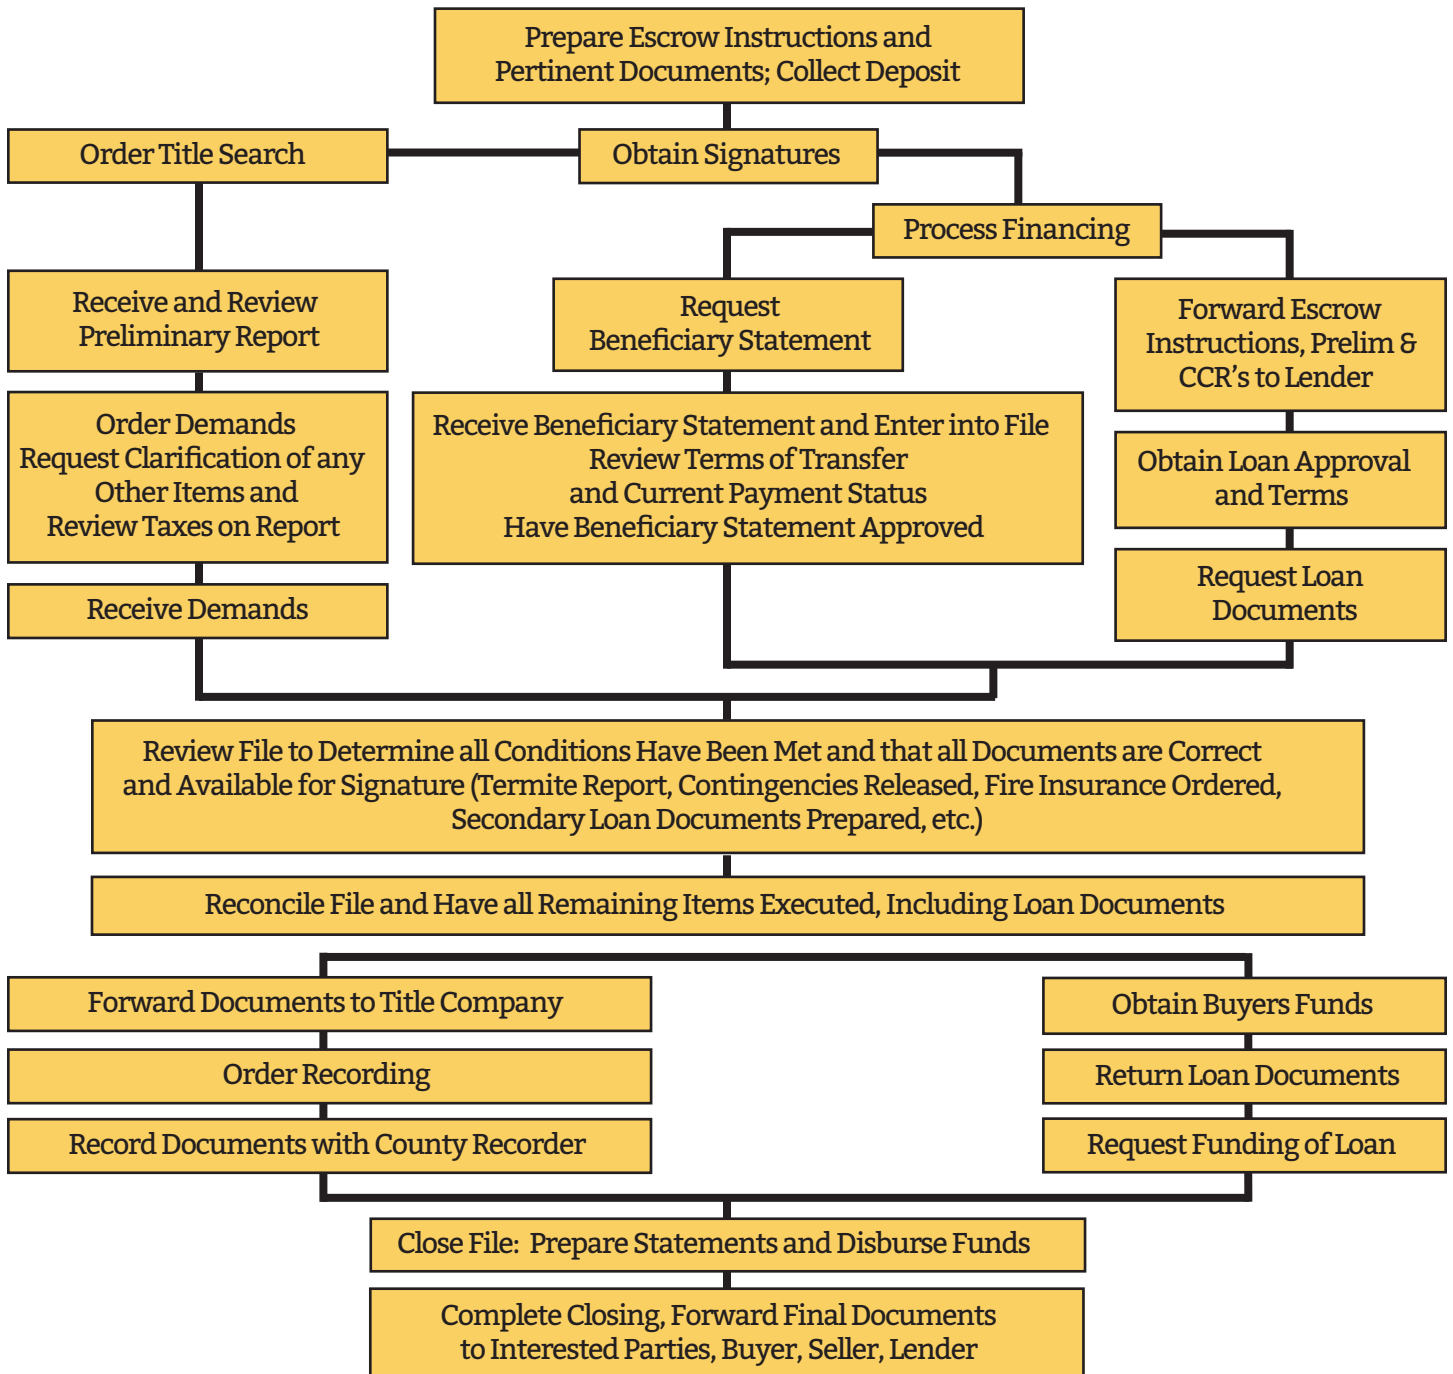 Prepare Escrow Instructions and
Pertinent Documents; Collect Deposit
Order Title Search
Obtain Signatures
Process Financing
Receive and Review
Preliminary Report
Request
Beneficiary Statement
Forward Escrow
Instructions, Prelim &
CCR's to Lender
Order Demands
Request Clarification of any
Other Items and
Review Taxes on Report
Receive Beneficiary Statement and Enter into File
Review Terms of Transfer
and Current Payment Status
Have Beneficiary Statement Approved
Obtain Loan Approval
and Terms
Request Loan
Documents
Receive Demands
Review File to Determine all Conditions Have Been Met and that all Documents are Correct
and Available for Signature (Termite Report, Contingencies Released, Fire Insurance Ordered,
Secondary Loan Documents Prepared, etc.)
Reconcile File and Have all Remaining Items Executed, Including Loan Documents
Forward Documents to Title Company
Order Recording
Record Documents with County Recorder
Obtain Buyers Funds
Return Loan Documents
Request Funding of Loan
Close File: Prepare Statements and Disburse Funds
Complete Closing, Forward Final Documents
to Interested Parties, Buyer, Seller, Lender